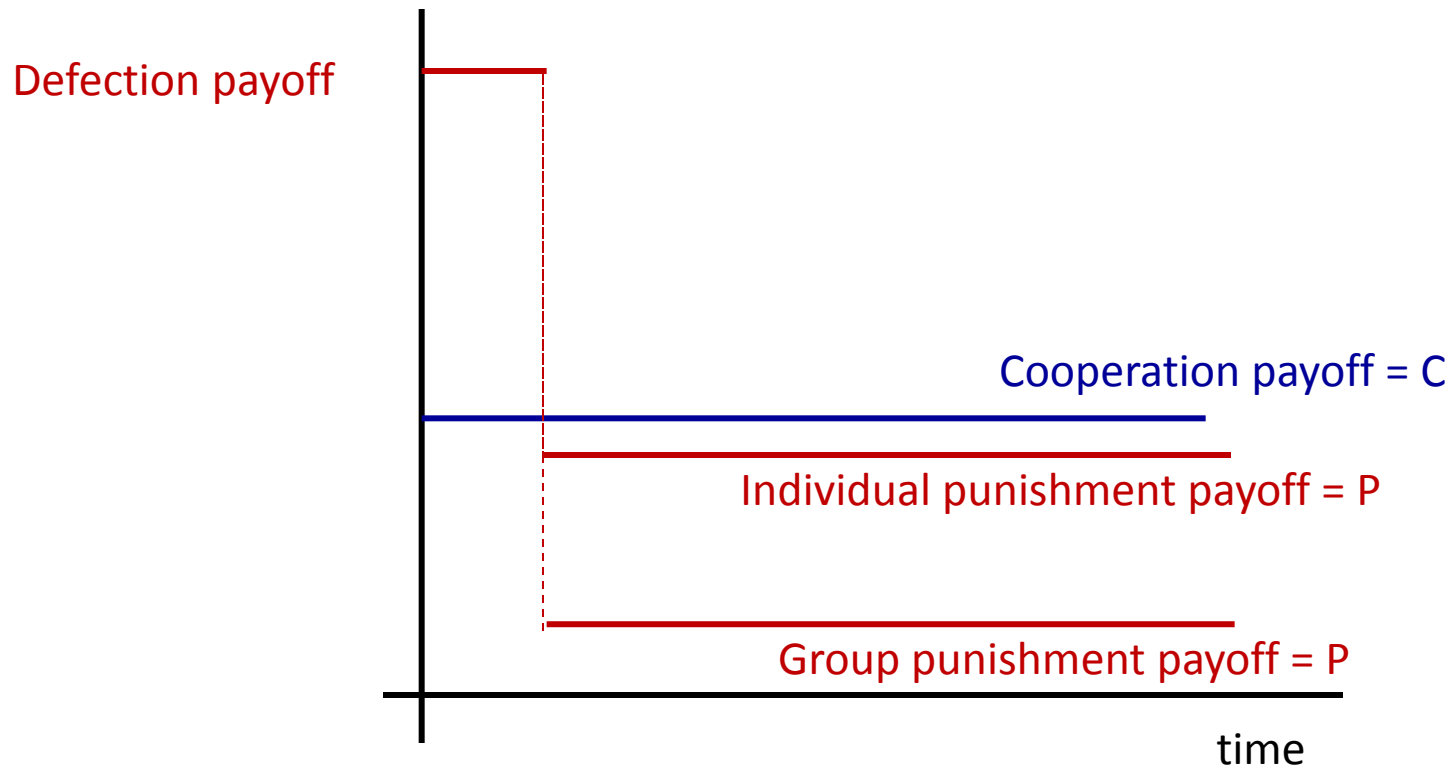 Defection payoff
Cooperation payoff = C
Individual punishment payoff = P
Group punishment payoff = P
time